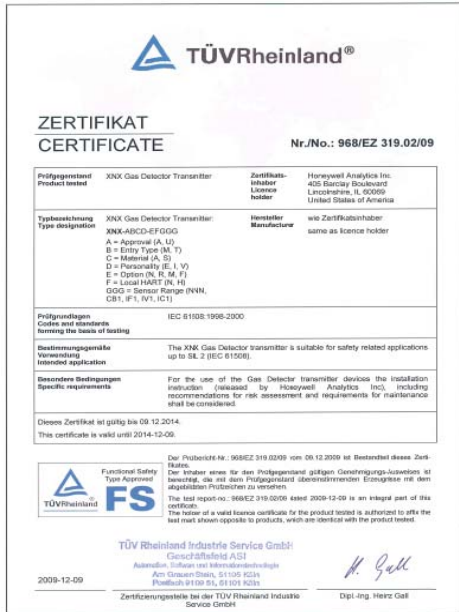 TÜVRheinland®
ZERTIFIKAT
CERTIFICATE
Nr./No.: 968/EZ 319.02/09
Prüfgegenstand
Product tested
XNX Gas Detector Transmitter
Zertifikats-
inhaber
Licence
holder
Honeywell Analytics Inc.
405 Barclay Boulevard
Lincolnshire, IL 60069
United States of America
Typbezeichnung
Type designation
XNX Gas Detector Transmitter:
XNX-ABCD-EFGGG
A = Approval (A, U)
B = Entry Type (M, T)
C = Material (A, S)
D = Personality (E, I, V)
E = Option (N, R, M, F)
F = Local HART (N, H)
GGG = Sensor Range (NNN,
CB1, IF1, IV1, IC1)
Hersteller
Manufacturer
wie Zertifikatsinhaber
same as licence holder
Prüfgrundlagen
Codes and standards
forming the basis of testing
IEC 61508:1998-2000
Bestimmungsgemäße
Verwendung
Intended application
The XNX Gas Detector transmitter is suitable for safety related applications
up to SIL 2 (IEC 61508).
Besondere Bedingungen
Specific requirements
For the use of the Gas Detector transmitter devices the installation
instruction (released by Honeywell Analytics Inc), including
recommendations for risk assessment and requirements for maintenance
shall be considered.
Dieses Zertifikat ist gültig bis 09.12.2014.
This certificate is valid until 2014-12-09.
TÜVRheinland
Functional Safety
Type Approved
FS
Der Prüfbericht-Nr.: 968/EZ 319.02/09 vom 09.12.2009 ist Bestandteil dieses Zerti-
fikates.
Der Inhaber eines für den Prüfgegenstand gültigen Genehmigungs-Ausweises ist
berechtigt, die mit dem Prüfgegenstand übereinstimmenden Erzeugnisse mit dem
abgebildeten Prüfzeichen zu versehen.
The test report-no.: 968/EZ 319.02/09 dated 2009-12-09 is an integral part of this
certificate.
The holder of a valid licence certificate for the product tested is authorized to affix the
test mark shown opposite to products, which are identical with the product tested.
TÜV Rheinland Industrie Service GmbH
Geschäftsfeld ASI
Automation, Software und Informationstechnologie
Am Grauen Stein, 51105 Köln
Postfach 91 09 51, 51101 Köln
2009-12-09
H. Gall
Zertifizierungsstelle bei der TÜV Rheinland Industrie
Service GmbH
Dipl.-Ing. Heinz Gall